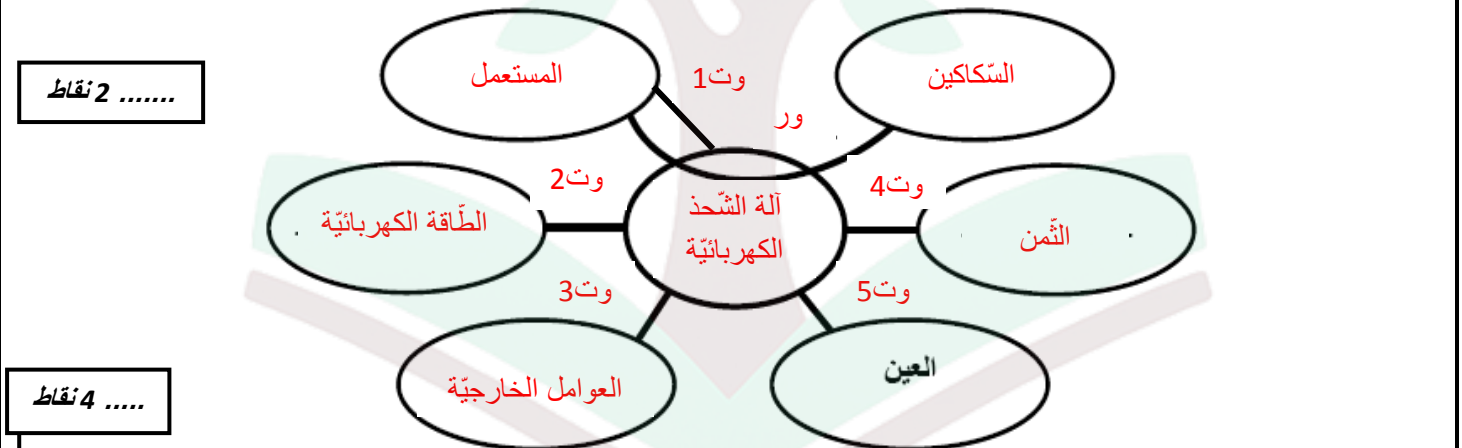 السّكاكين
وت1
المستعمل
....... 2 نقاط
ور
وت4
وت2
الثّمن
آلة الشّحذ
الكهربائيّة
الطّاقة الكهربائيّة
وت5
وت3
العين
العوامل الخارجيّة
..... 4 نقاط